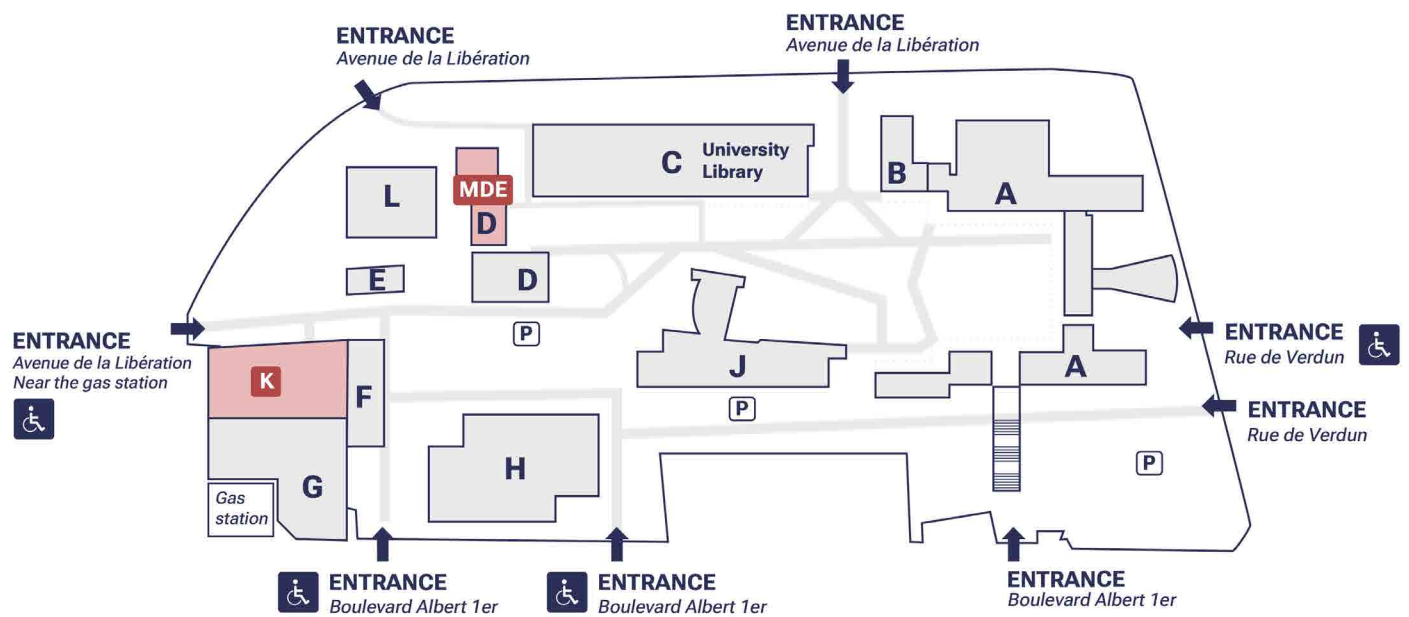 ENTRANCE
Avenue de la Libération
ENTRANCE
Avenue de la Libération
C
University
Library
B
A
MDE
L
D
E
D
ENTRANCE
Avenue de la Libération
Near the gas station
P
ENTRANCE
Rue de Verdun
K
F
J
A
P
ENTRANCE
Rue de Verdun
H
P
G
Gas
station
ENTRANCE
Boulevard Albert 1er
ENTRANCE
Boulevard Albert 1er
ENTRANCE
Boulevard Albert 1er